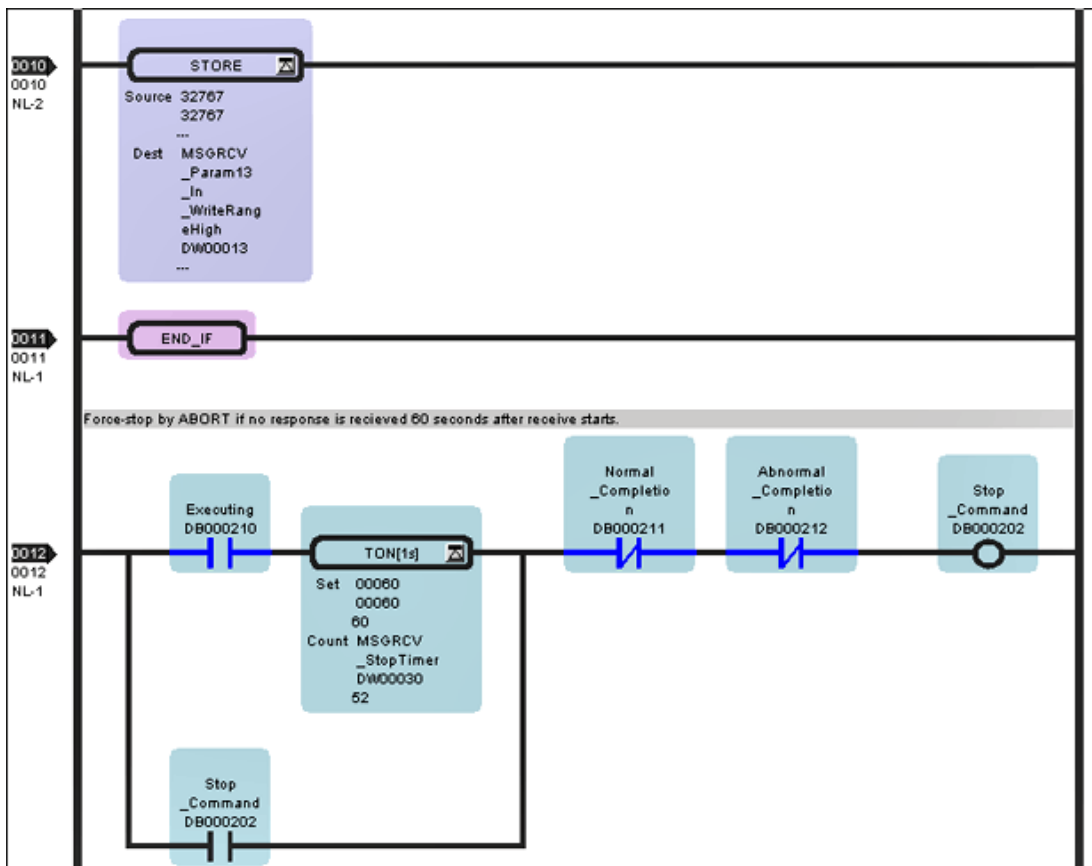 0010
0010
NL-2
STORE
Source 32767
32767
...
Dest MSGRCV
_Param13
_In
_WriteRang
eHigh
DW00013
...
0011
0011
NL-1
END_IF
Force-stop by ABORT if no response is recieved 60 seconds after receive starts.
0012
0012
NL-1
Executing
DB000210
TON[1s]
Set 00060
00060
60
Count MSGRCV
_StopTimer
DW00030
52
Normal
_Completio
n
DB000211
Abnormal
_Completio
n
DB000212
Stop
_Command
DB000202
Stop
_Command
DB000202